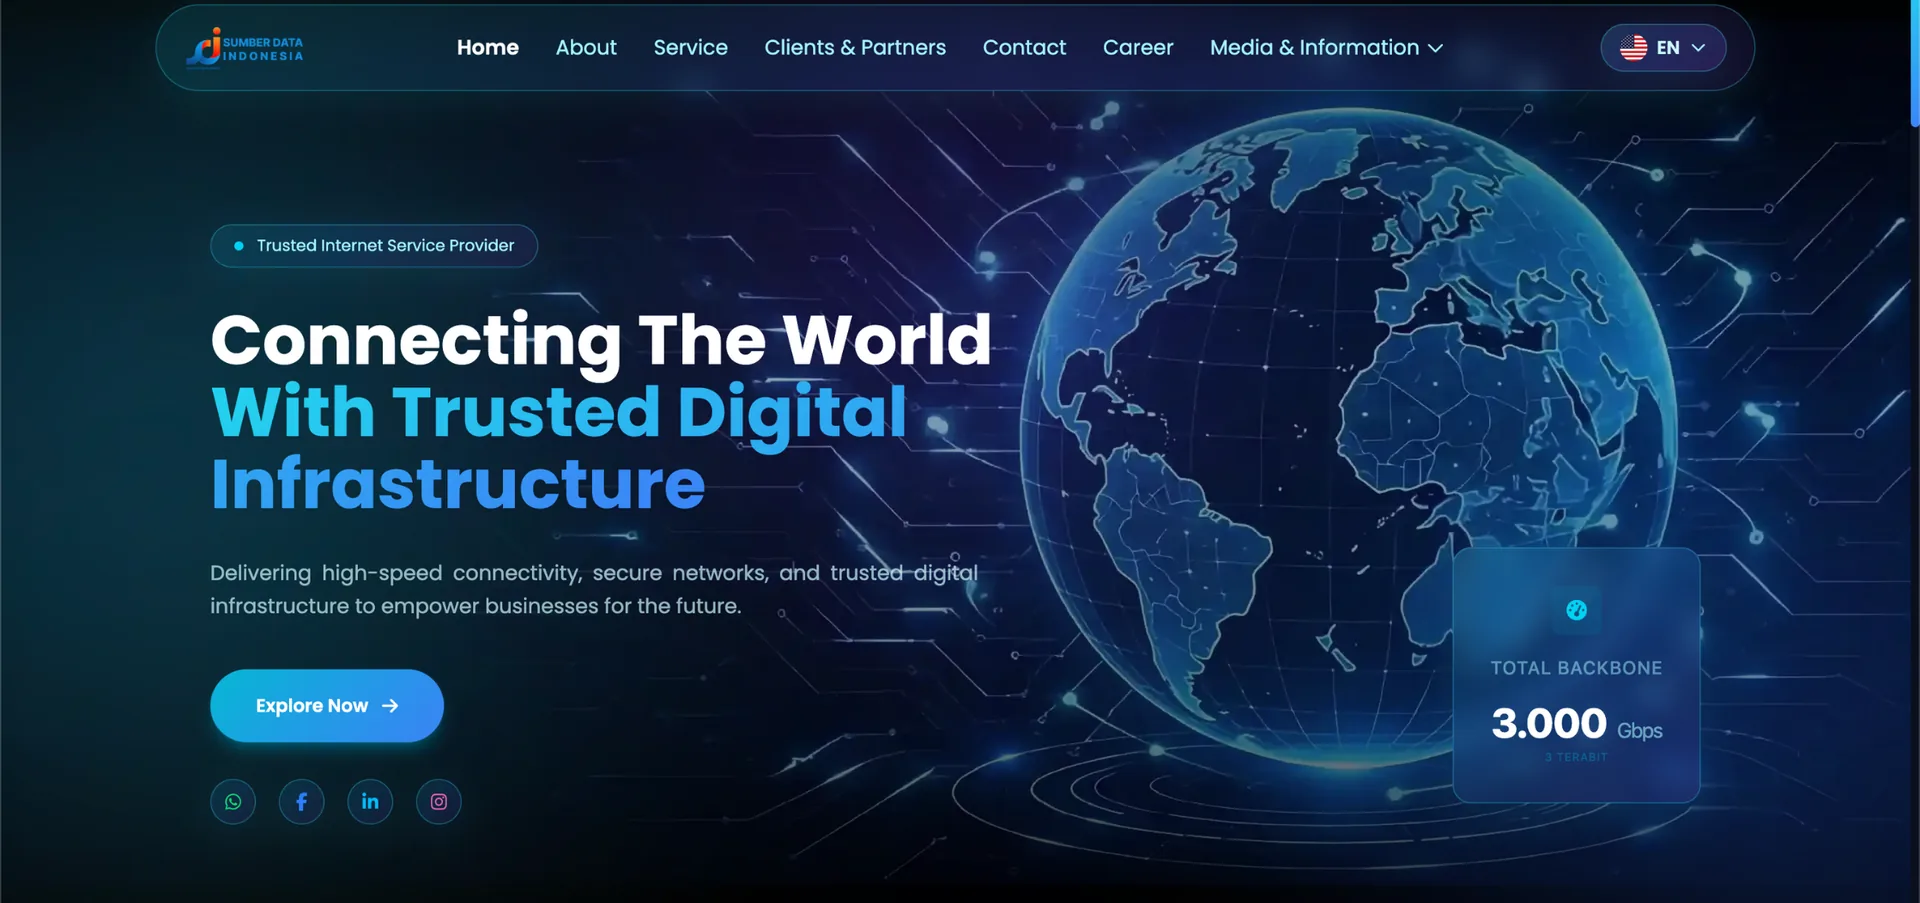 SUMBER DATA
INDONESIA
Home About Service Clients & Partners Contact Career Media & Information
EN
Trusted Internet Service Provider
Connecting The World
With Trusted Digital
Infrastructure
Delivering high-speed connectivity, secure networks, and trusted digital
infrastructure to empower businesses for the future.
Explore Now
TOTAL BACKBONE
3.000 Gbps
3 TERABIT